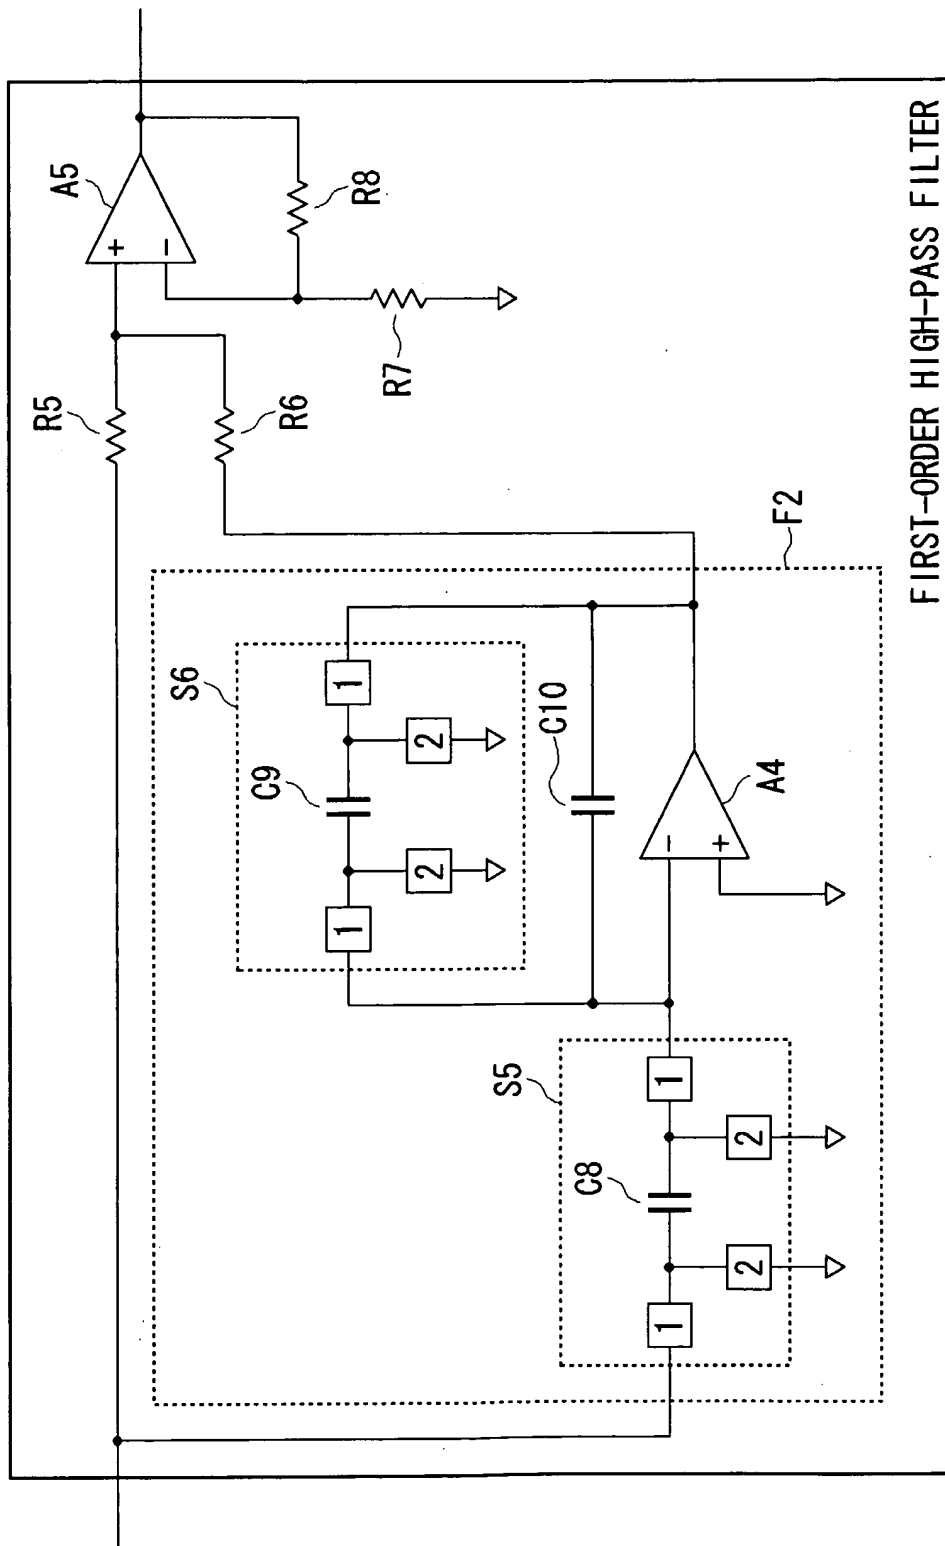 A5
+
−
R8
R5
R6
R7
F2
S6
1
2
C9
2
1
C10
A4
−
+
S5
1
2
C8
2
1
FIRST-ORDER HIGH-PASS FILTER